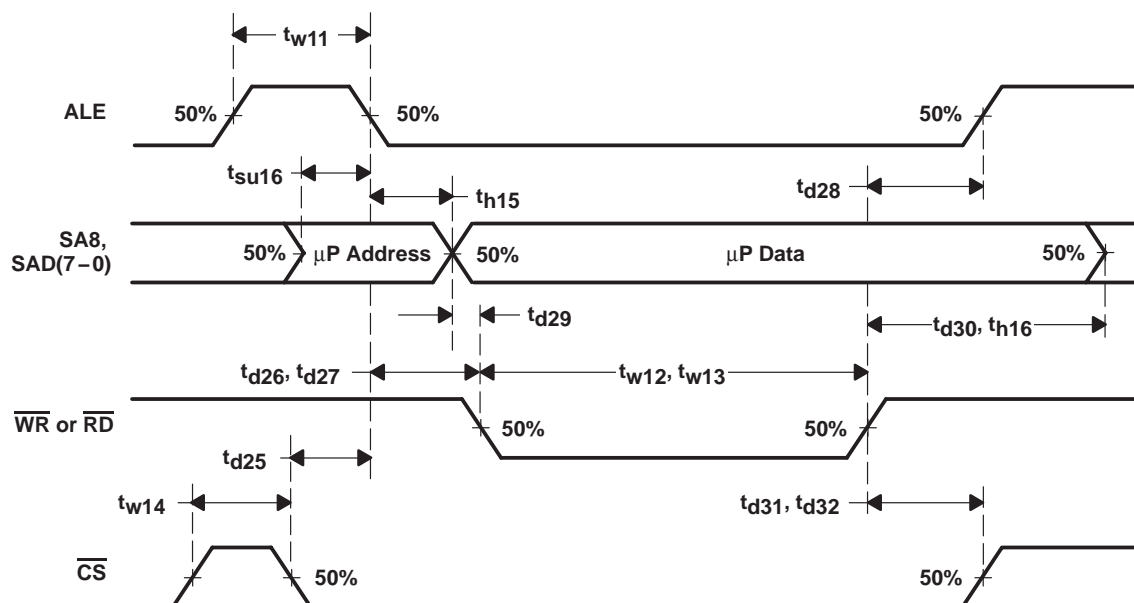 tw11
ALE 50% 50% 50%
tsu16 th15 td28
SA8,
SAD(7–0) 50% μP Address 50% μP Data 50%
td29 td30, th16
td26, td27 tw12, tw13
WR or RD 50% 50%
td25
tw14 td31, td32
CS 50% 50%